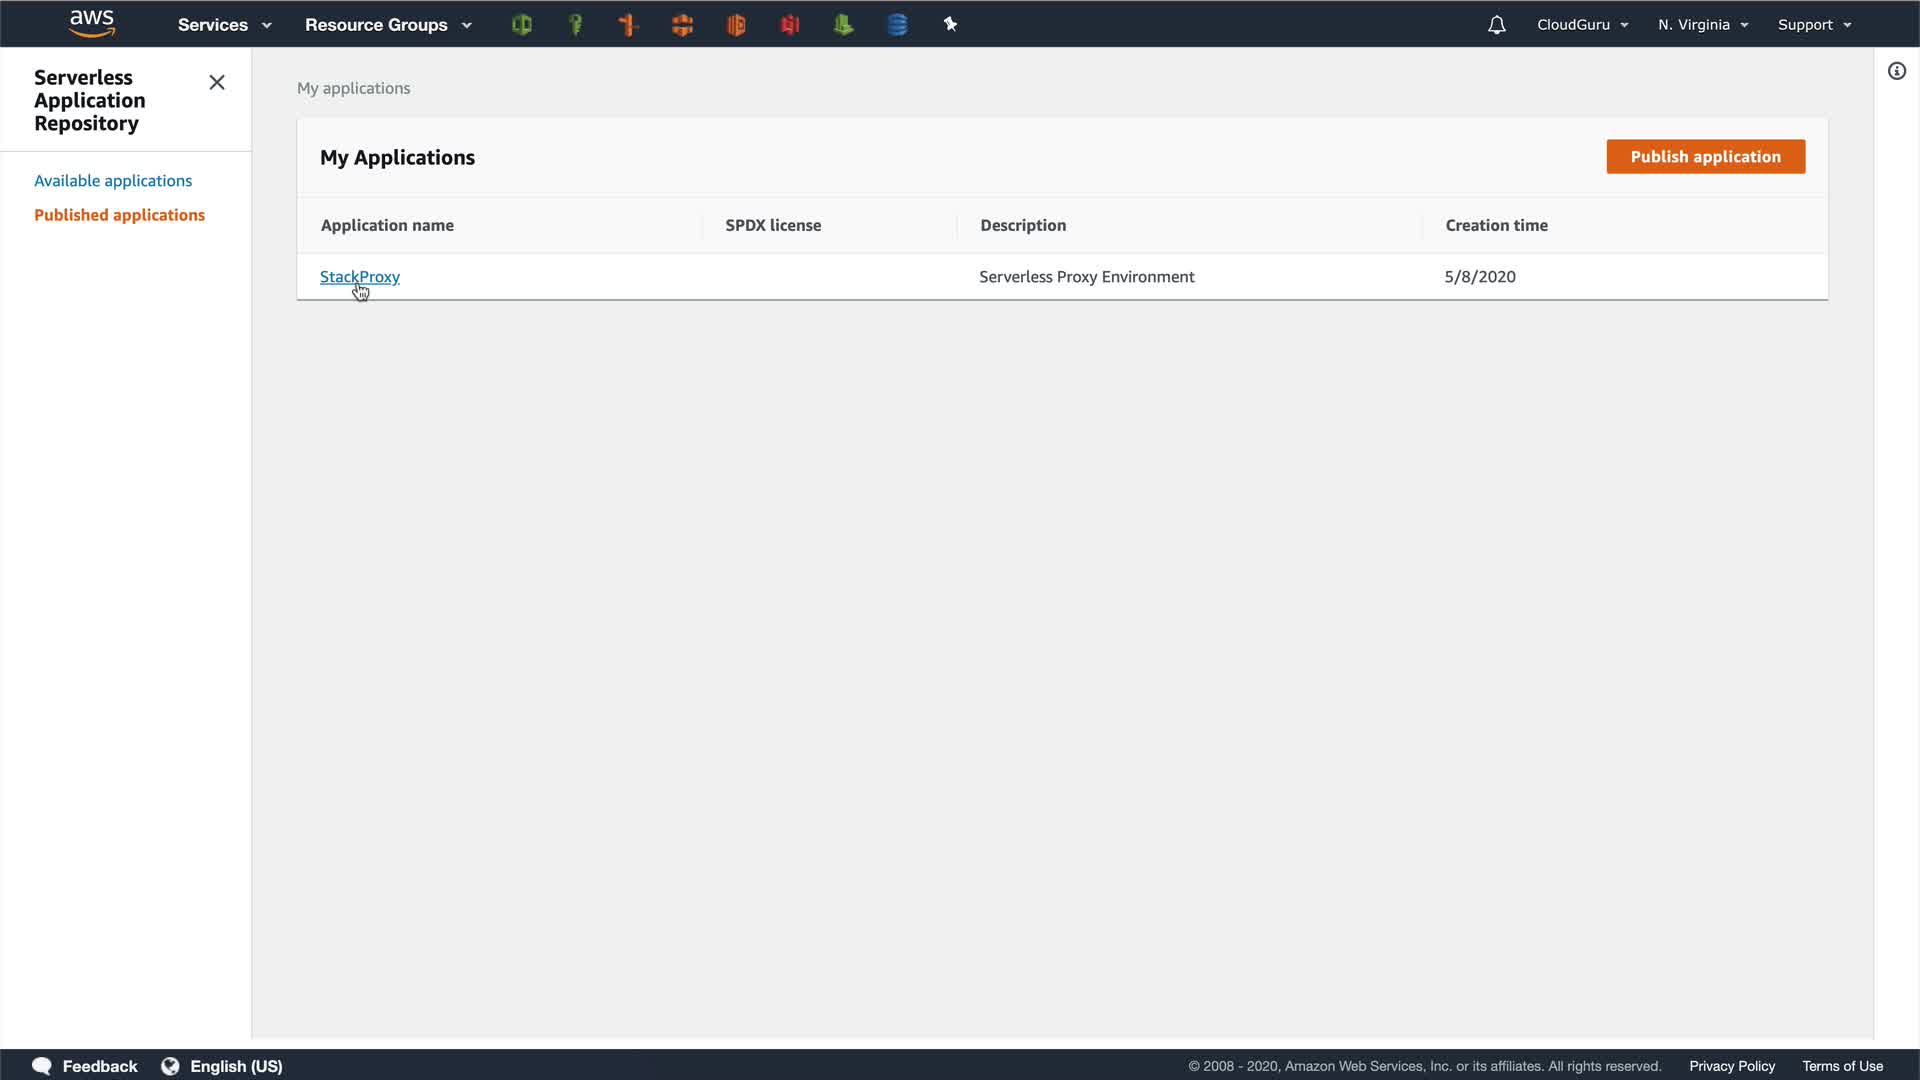 aws Services Resource Groups CloudGuru N. Virginia Support
Serverless
Application
Repository
Available applications
Published applications
My applications
My Applications
Publish application
Application name SPDX license Description Creation time
StackProxy Serverless Proxy Environment 5/8/2020
Feedback English (US) © 2008 - 2020, Amazon Web Services, Inc. or its affiliates. All rights reserved. Privacy Policy Terms of Use